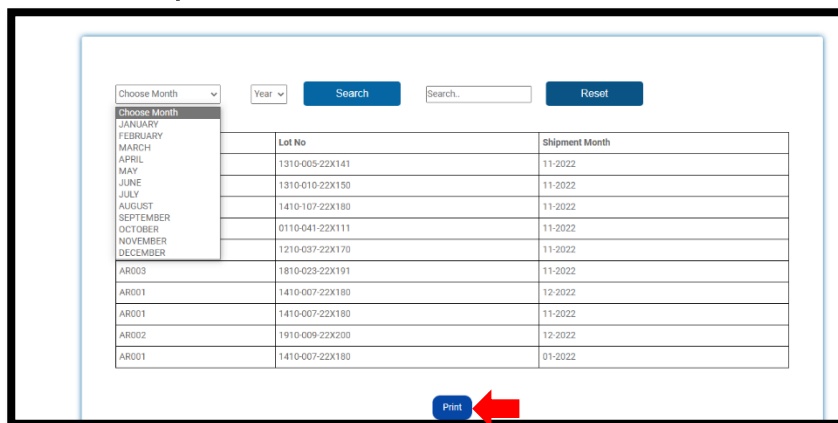 Choose Month Year Search Search.. Reset
Choose Month
JANUARY
FEBRUARY
MARCH
APRIL
MAY
JUNE
JULY
AUGUST
SEPTEMBER
OCTOBER
NOVEMBER
DECEMBER
Lot No Shipment Month
1310-005-22X141 11-2022
1310-010-22X150 11-2022
1410-107-22X180 11-2022
0110-041-22X111 11-2022
1210-037-22X170 11-2022
AR003 1810-023-22X191 11-2022
AR001 1410-007-22X180 12-2022
AR001 1410-007-22X180 11-2022
AR002 1910-009-22X200 12-2022
AR001 1410-007-22X180 01-2022
Print